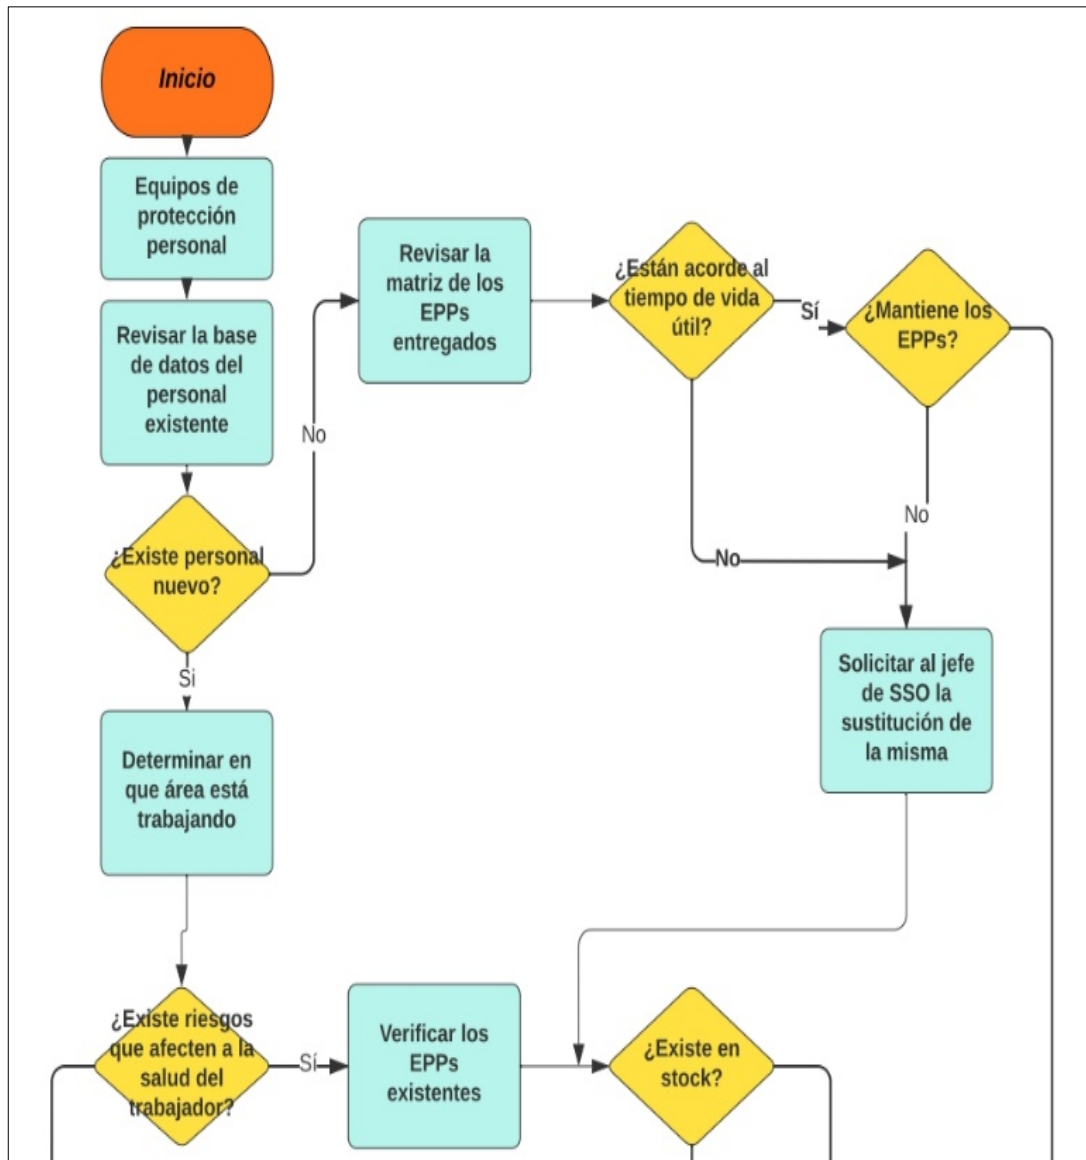 Inicio
Equipos de
protección
personal
Revisar la base
de datos del
personal
existente
¿Existe personal
nuevo?
No
Revisar la
matriz de los
EPPs
entregados
¿Están acorde al
tiempo de vida
útil?
Sí
¿Mantiene los
EPPs?
No
No
Solicitar al jefe
de SSO la
sustitución de
la misma
Si
Determinar en
que área está
trabajando
¿Existe riesgos
que afecten a la
salud del
trabajador?
Sí
Verificar los
EPPs
existentes
¿Existe en
stock?